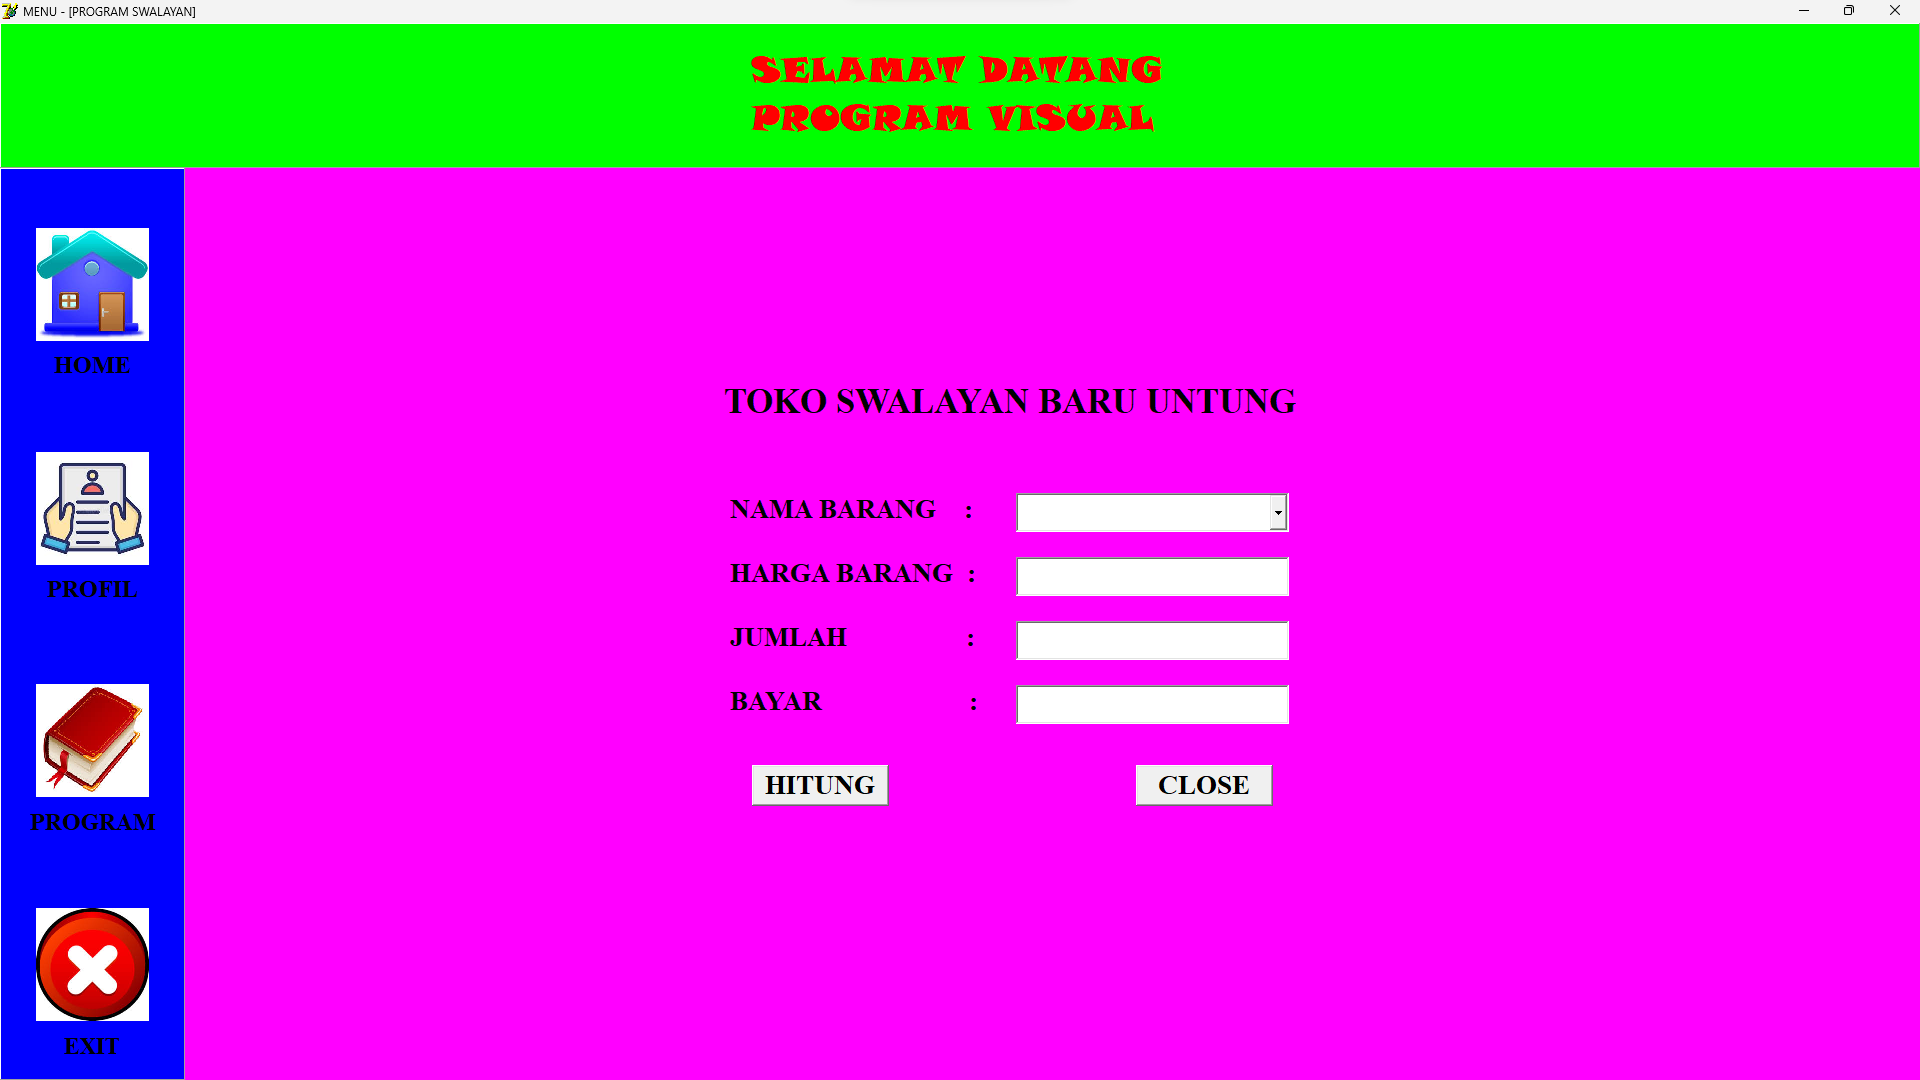 MENU - [PROGRAM SWALAYAN]
SELAMAT DATANG
PROGRAM VISUAL
HOME
PROFIL
PROGRAM
EXIT
TOKO SWALAYAN BARU UNTUNG
NAMA BARANG :
HARGA BARANG :
JUMLAH :
BAYAR :
HITUNG CLOSE